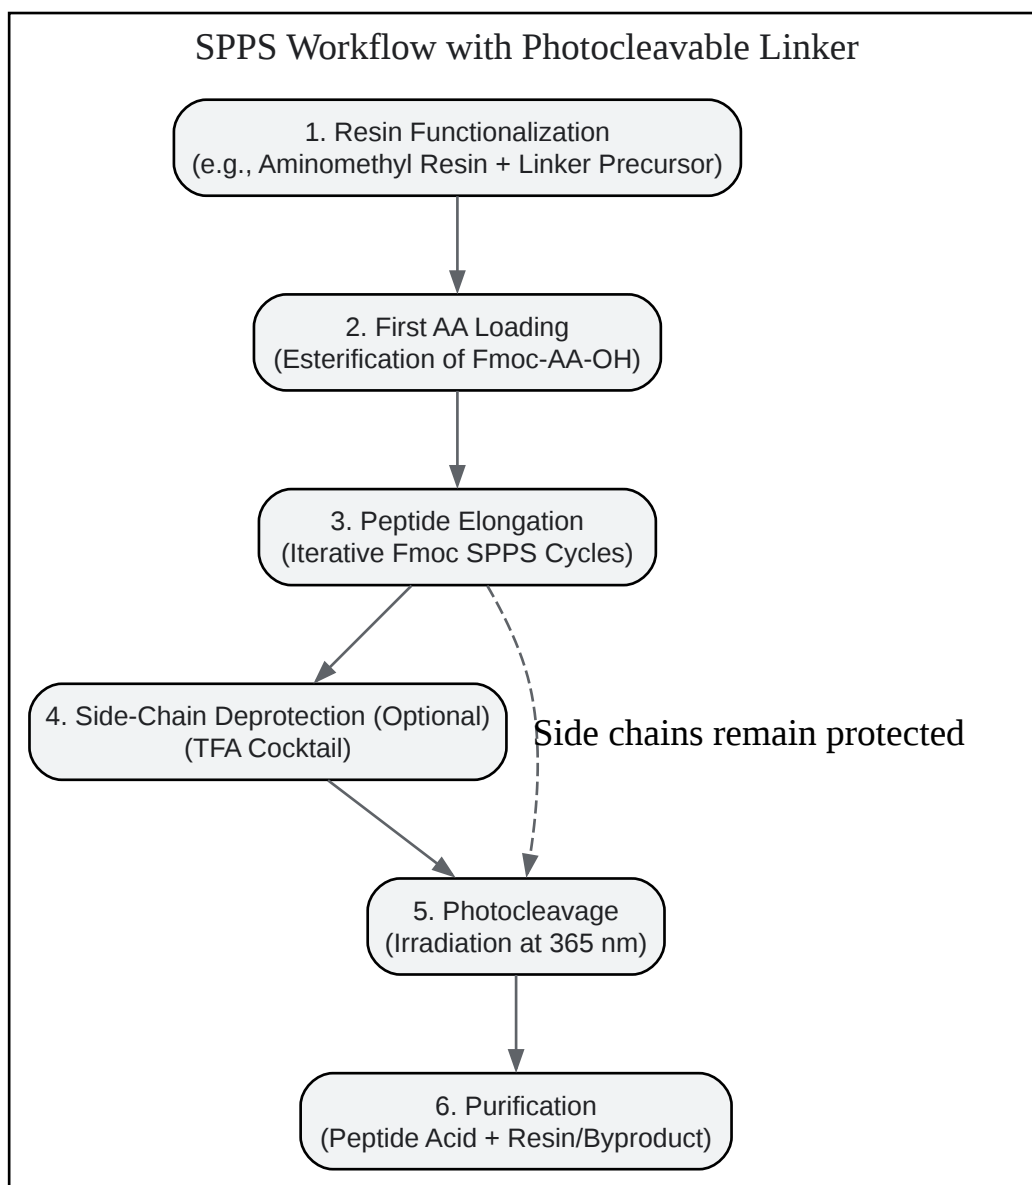 SPPS Workflow with Photocleavable Linker
1. Resin Functionalization
(e.g., Aminomethyl Resin + Linker Precursor)
2. First AA Loading
(Esterification of Fmoc-AA-OH)
3. Peptide Elongation
(Iterative Fmoc SPPS Cycles)
4. Side-Chain Deprotection (Optional)
(TFA Cocktail)
Side chains remain protected
5. Photocleavage
(Irradiation at 365 nm)
6. Purification
(Peptide Acid + Resin/Byproduct)